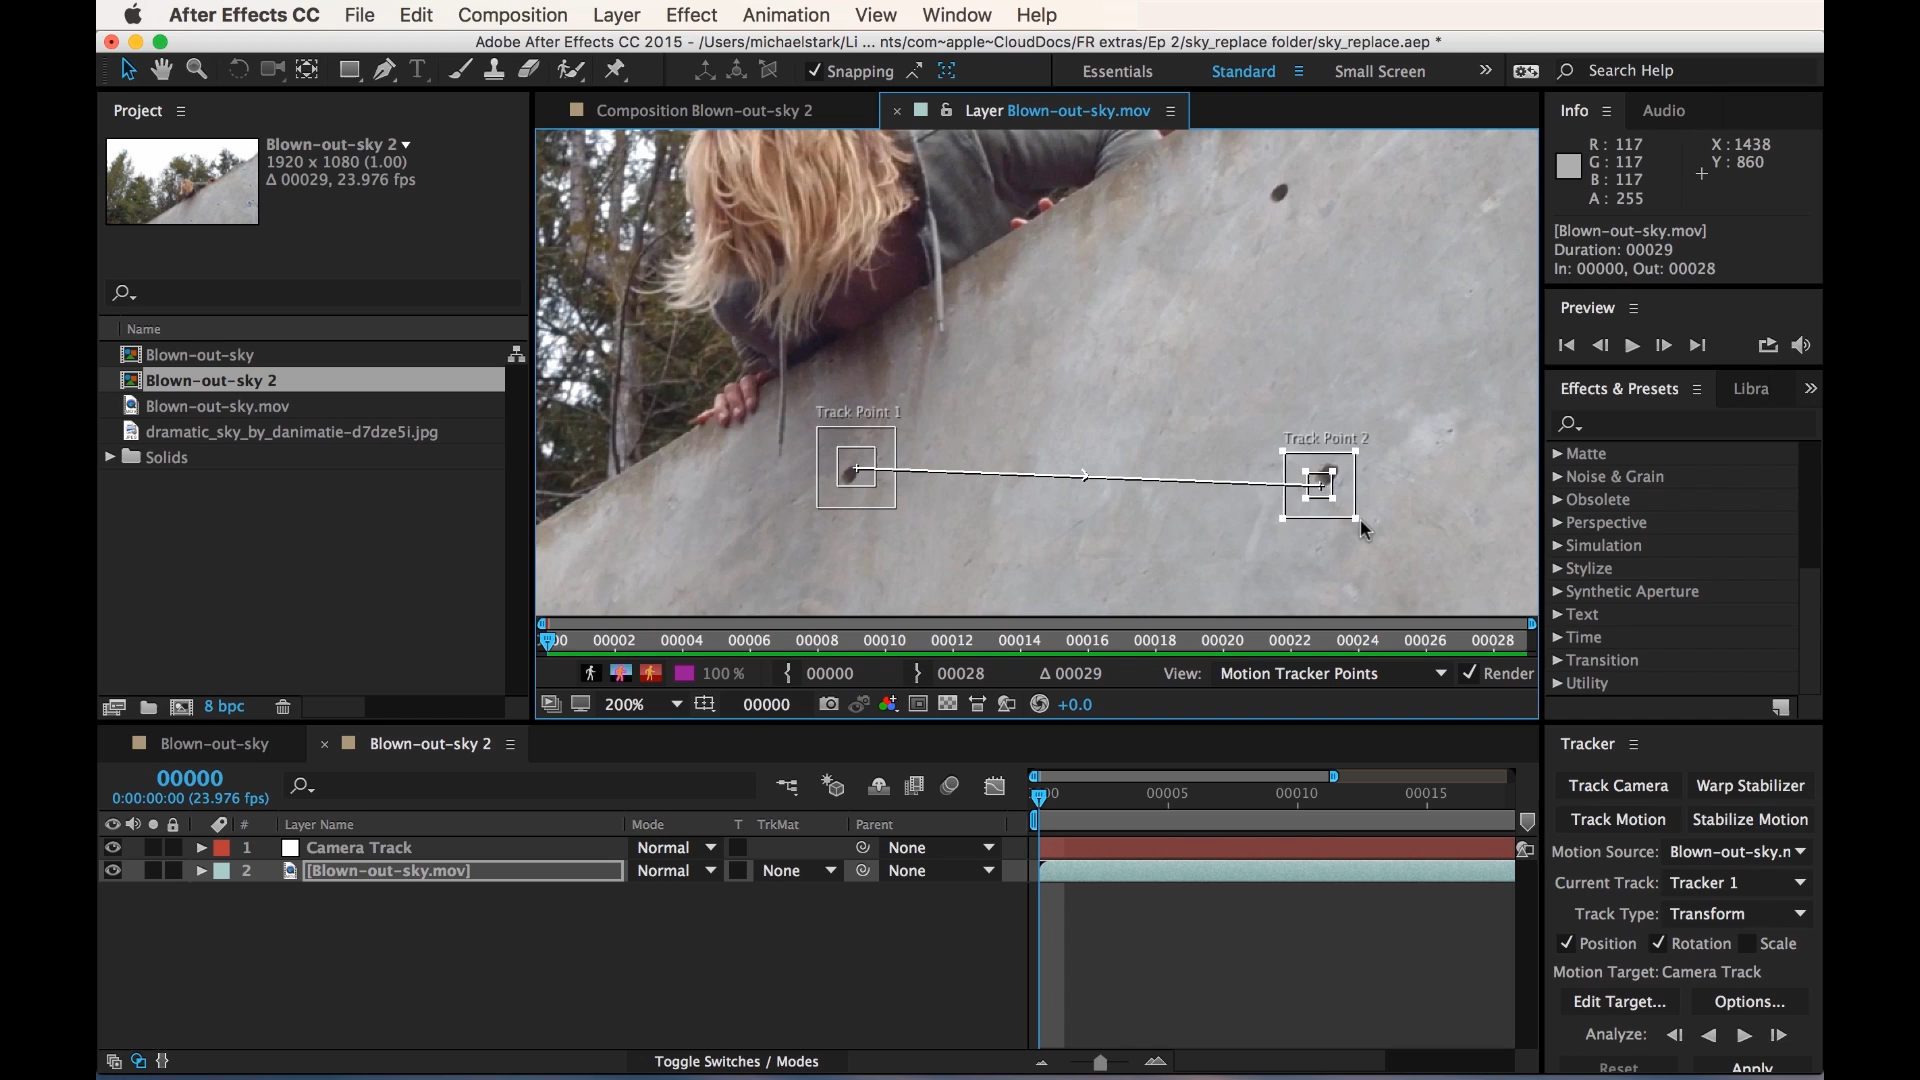 After Effects CC File Edit Composition Layer Effect Animation View Window Help
Adobe After Effects CC 2015 - /Users/michaelstark/Li ... nts/com~apple~CloudDocs/FR extras/Ep 2/sky_replace folder/sky_replace.aep *
Snapping Essentials Standard Small Screen » Search Help
Project
Blown-out-sky 2
1920 x 1080 (1.00)
Δ 00029, 23.976 fps
Name
Blown-out-sky
Blown-out-sky 2
Blown-out-sky.mov
dramatic_sky_by_danimatie-d7dze5i.jpg
Solids
8 bpc
Composition Blown-out-sky 2
× Layer Blown-out-sky.mov
Track Point 1
Track Point 2
00 00002 00004 00006 00008 00010 00012 00014 00016 00018 00020 00022 00024 00026 00028
100 % { 00000 } 00028 Δ 00029 View: Motion Tracker Points Render
200% 00000 +0.0
Info Audio
R : 117 X : 1438
G : 117 Y : 860
B : 117
A : 255
[Blown-out-sky.mov]
Duration: 00029
In: 00000, Out: 00028
Preview
Effects & Presets Libra »
Matte
Noise & Grain
Obsolete
Perspective
Simulation
Stylize
Synthetic Aperture
Text
Time
Transition
Utility
Blown-out-sky × Blown-out-sky 2
00000
0:00:00:00 (23.976 fps)
00 00005 00010 00015
# Layer Name Mode T TrkMat Parent
1 Camera Track Normal None
2 [Blown-out-sky.mov] Normal None None
Toggle Switches / Modes
Tracker
Track Camera Warp Stabilizer
Track Motion Stabilize Motion
Motion Source: Blown-out-sky.n
Current Track: Tracker 1
Track Type: Transform
Position Rotation Scale
Motion Target: Camera Track
Edit Target... Options...
Analyze:
Reset Apply